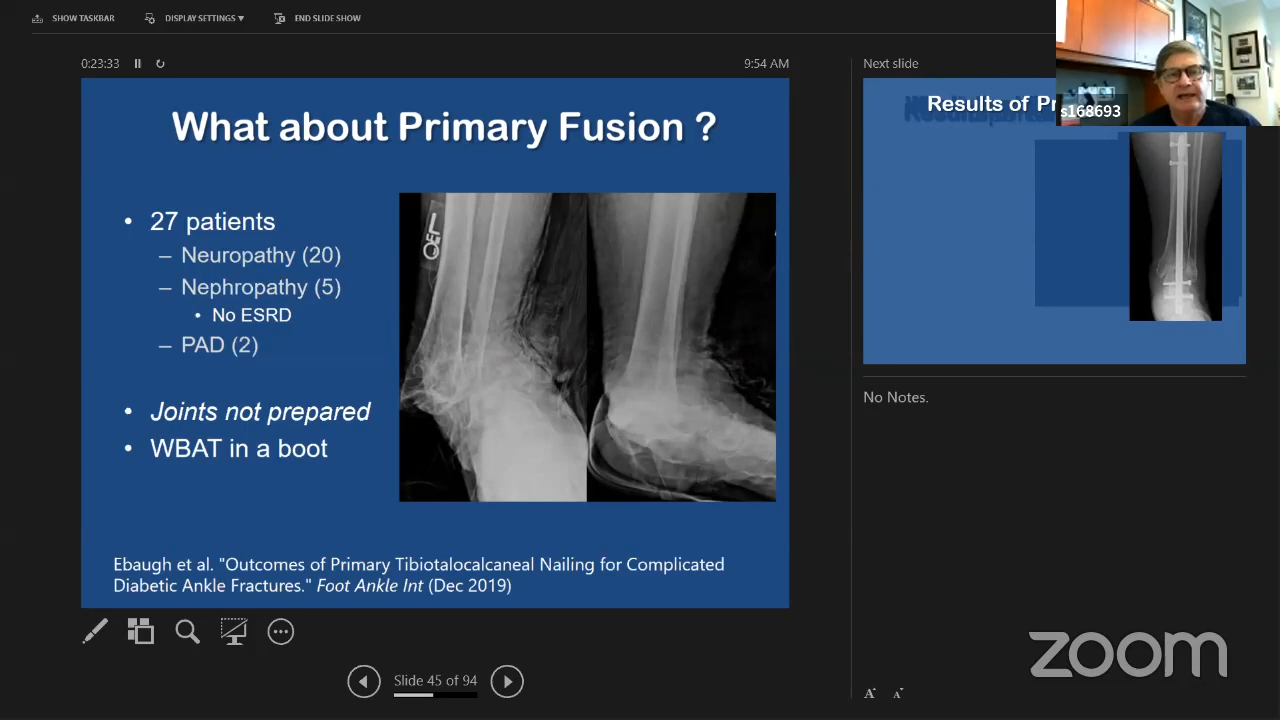 SHOW TASKBAR
DISPLAY SETTINGS ▼
END SLIDE SHOW
0:23:33
9:54 AM
What about Primary Fusion ?
• 27 patients
– Neuropathy (20)
– Nephropathy (5)
• No ESRD
– PAD (2)
• Joints not prepared
• WBAT in a boot
Ebaugh et al. "Outcomes of Primary Tibiotalocalcaneal Nailing for Complicated
Diabetic Ankle Fractures." Foot Ankle Int (Dec 2019)
Slide 45 of 94
Next slide
Results of
s168693
No Notes.
A A
zoom